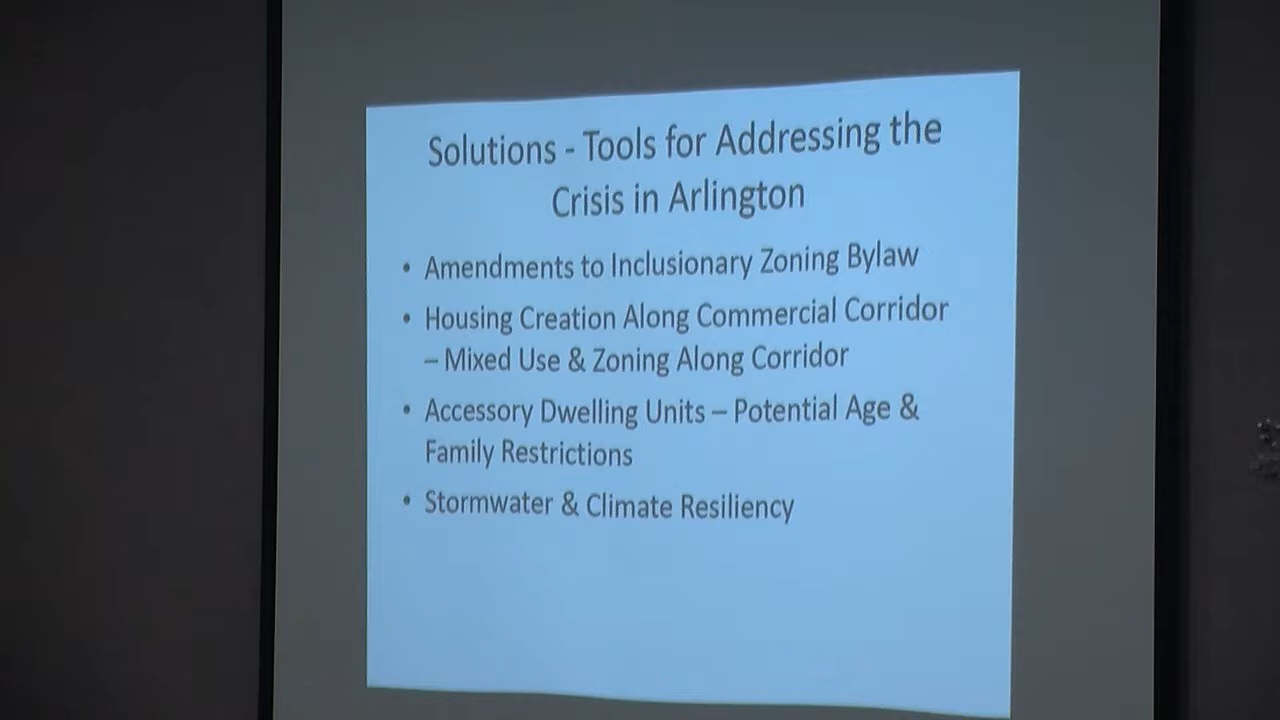 Solutions - Tools for Addressing the
Crisis in Arlington
• Amendments to Inclusionary Zoning Bylaw
• Housing Creation Along Commercial Corridor
– Mixed Use & Zoning Along Corridor
• Accessory Dwelling Units – Potential Age &
Family Restrictions
• Stormwater & Climate Resiliency